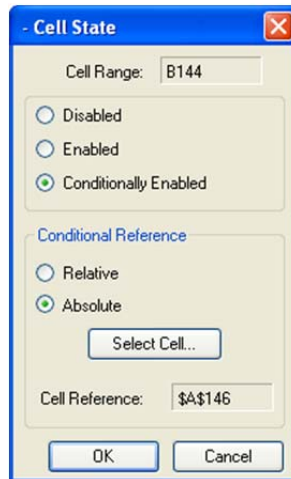 - Cell State
Cell Range: B144
Disabled
Enabled
Conditionally Enabled
Conditional Reference
Relative
Absolute
Select Cell...
Cell Reference: $A$146
OK Cancel